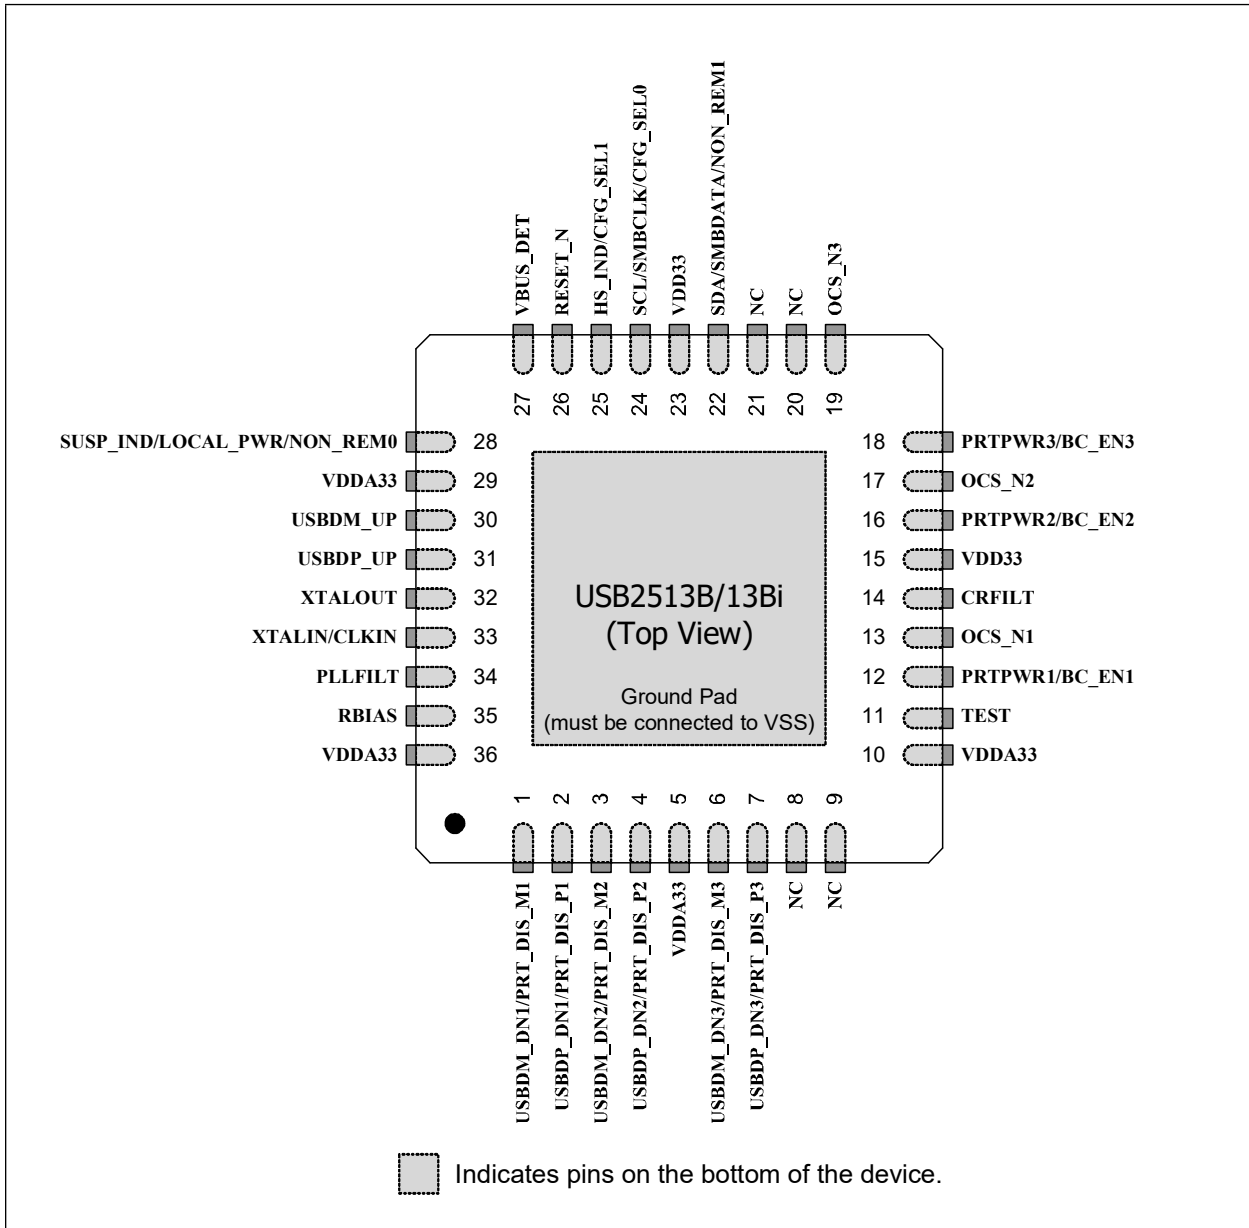 VBUS_DET
RESET_N
HS_IND/CFG_SEL1
SCL/SMBCLK/CFG_SEL0
VDD33
SDA/SMBDATA/NON_REM1
NC
NC
OCS_N3
27
26
25
24
23
22
21
20
19
SUSP_IND/LOCAL_PWR/NON_REM0 28
VDDA33 29
USBDM_UP 30
USBDP_UP 31
XTALOUT 32
XTALIN/CLKIN 33
PLLFILT 34
RBIAS 35
VDDA33 36
18 PRTPWR3/BC_EN3
17 OCS_N2
16 PRTPWR2/BC_EN2
15 VDD33
14 CRFILT
13 OCS_N1
12 PRTPWR1/BC_EN1
11 TEST
10 VDDA33
USB2513B/13Bi
(Top View)
Ground Pad
(must be connected to VSS)
1
2
3
4
5
6
7
8
9
USBDM_DN1/PRT_DIS_M1
USBDP_DN1/PRT_DIS_P1
USBDM_DN2/PRT_DIS_M2
USBDP_DN2/PRT_DIS_P2
VDDA33
USBDM_DN3/PRT_DIS_M3
USBDP_DN3/PRT_DIS_P3
NC
NC
Indicates pins on the bottom of the device.